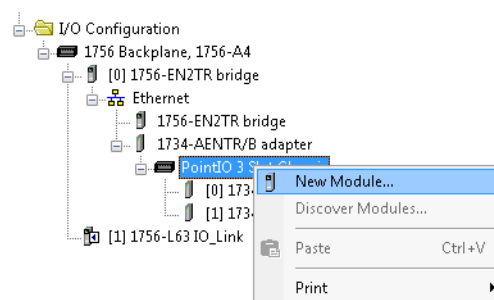 I/O Configuration
1756 Backplane, 1756-A4
[0] 1756-EN2TR bridge
Ethernet
1756-EN2TR bridge
1734-AENTR/B adapter
PointIO 3
New Module...
[0] 1734
Discover Modules...
[1] 1734
[1] 1756-L63 IO_Link
Paste Ctrl+V
Print